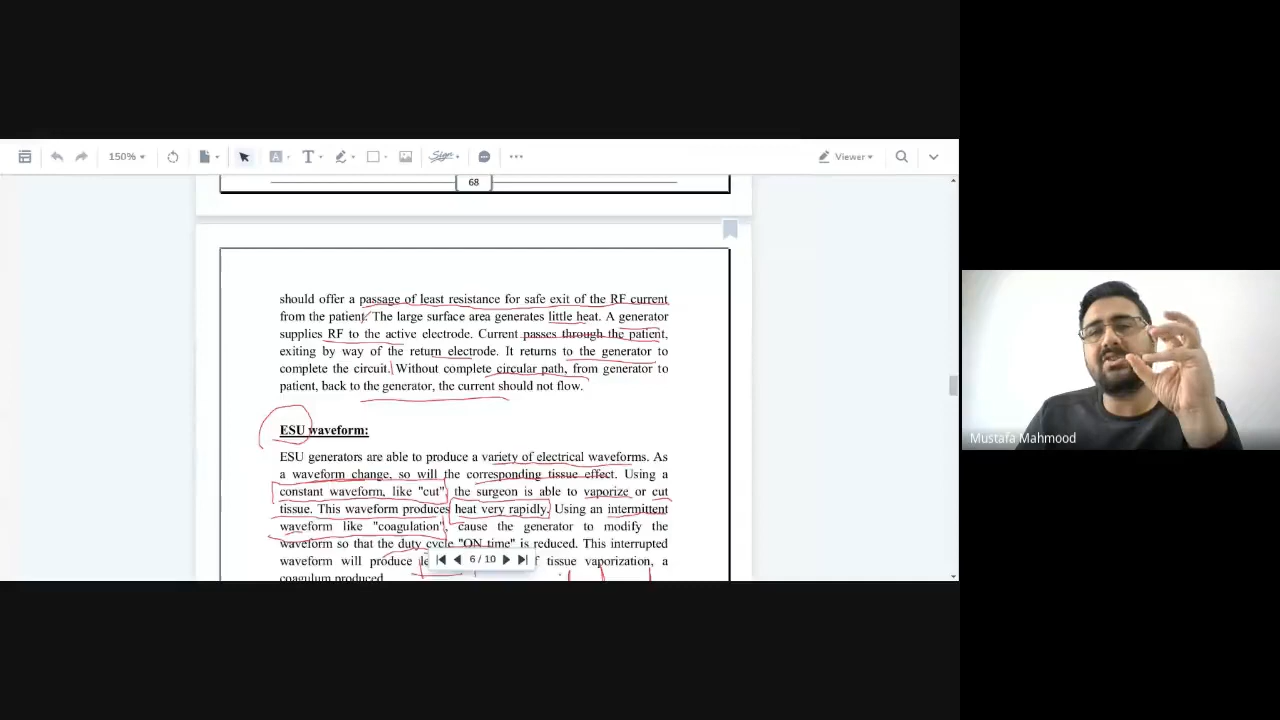 150%
T
Sign
Viewer
68
should offer a passage of least resistance for safe exit of the RF current
from the patient. The large surface area generates little heat. A generator
supplies RF to the active electrode. Current passes through the patient,
exiting by way of the return electrode. It returns to the generator to
complete the circuit. Without complete circular path, from generator to
patient, back to the generator, the current should not flow.
ESU waveform:
ESU generators are able to produce a variety of electrical waveforms. As
a waveform change, so will the corresponding tissue effect. Using a
constant waveform, like "cut", the surgeon is able to vaporize or cut
tissue. This waveform produces heat very rapidly. Using an intermittent
waveform like "coagulation", cause the generator to modify the
waveform so that the duty cycle "ON time" is reduced. This interrupted
waveform will produce tissue vaporization, a
coagulum produced.
6 / 10
Mustafa Mahmood